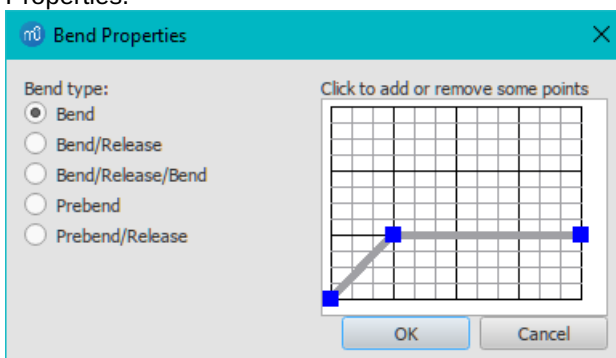 Properties.
Bend Properties
Bend type:
Bend
Bend/Release
Bend/Release/Bend
Prebend
Prebend/Release
Click to add or remove some points
OK
Cancel